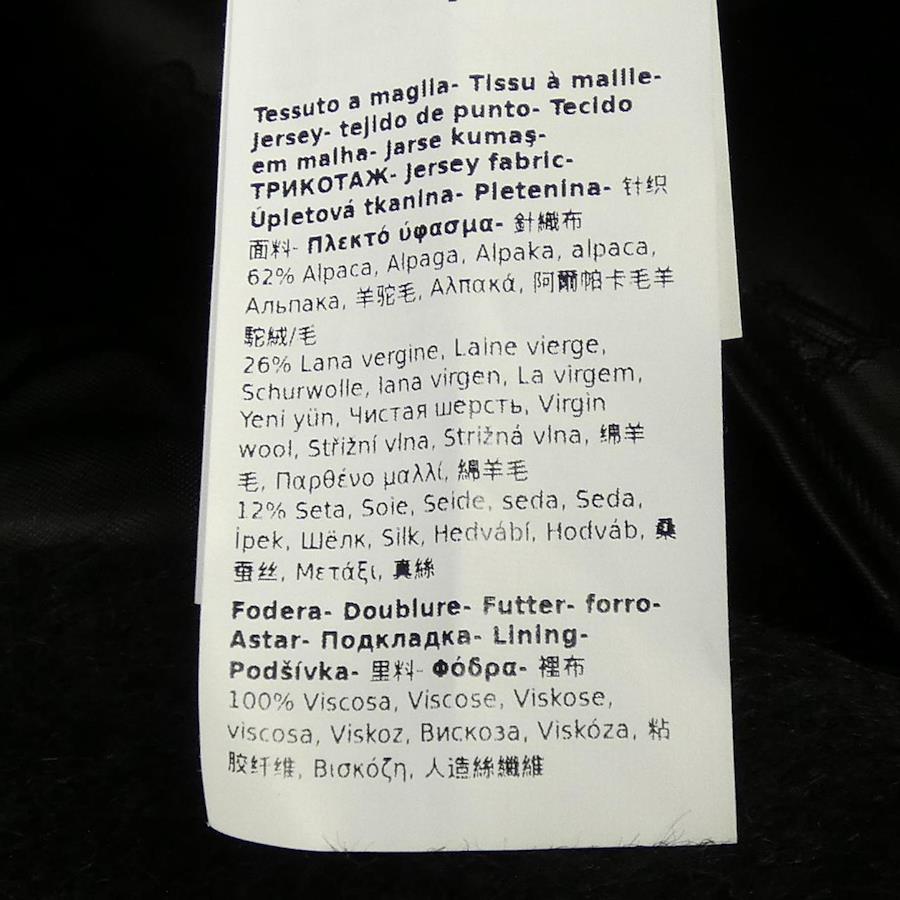 Tessuto a maglia- Tissu à maille-
Jersey- tejido de punto- Tecido
em malha- Jarse kumaş-
ТРИКОТАЖ- Jersey fabric-
Úpletová tkanina- Pletenina- 针织
面料- Πλεκτό ύφασμα- 針織布
62% Alpaca, Alpaga, Alpaka, alpaca,
Альпака, 羊驼毛, Αλπακά, 阿爾帕卡毛羊
駝絨/毛
26% Lana vergine, Laine vierge,
Schurwolle, lana virgen, La virgem,
Yeni yün, Чистая шерсть, Virgin
wool, Střižní vlna, Strižná vlna, 绵羊
毛, Παρθένο μαλλί, 綿羊毛
12% Seta, Soie, Seide, seda, Seda,
İpek, Шёлк, Silk, Hedvábí, Hodváb, 桑
蚕丝, Μετάξι, 真絲
Fodera- Doublure- Futter- forro-
Astar- Подкладка- Lining-
Podšívka- 里料- Φόδρα- 裡布
100% Viscosa, Viscose, Viskose,
viscosa, Viskoz, Вискоза, Viskóza, 粘
胶纤维, Βισκόζη, 人造絲纖維